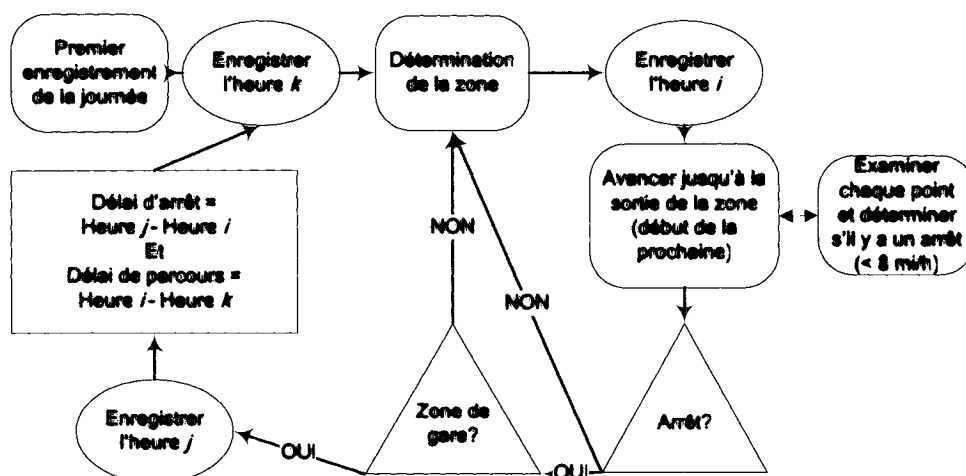 Premier
enregistrement
de la journée
Enregistrer
l'heure k
Détermination
de la zone
Enregistrer
l'heure i
Avancer jusqu'à la
sortie de la zone
(début de la
prochaine)
Examiner
chaque point
et déterminer
s'il y a un arrêt
(< 8 mi/h)
Délai d'arrêt =
Heure j - Heure i
Et
Délai de parcours =
Heure i - Heure k
NON
NON
Enregistrer
l'heure j
OUI
Zone de
gare?
OUI
Arrêt?